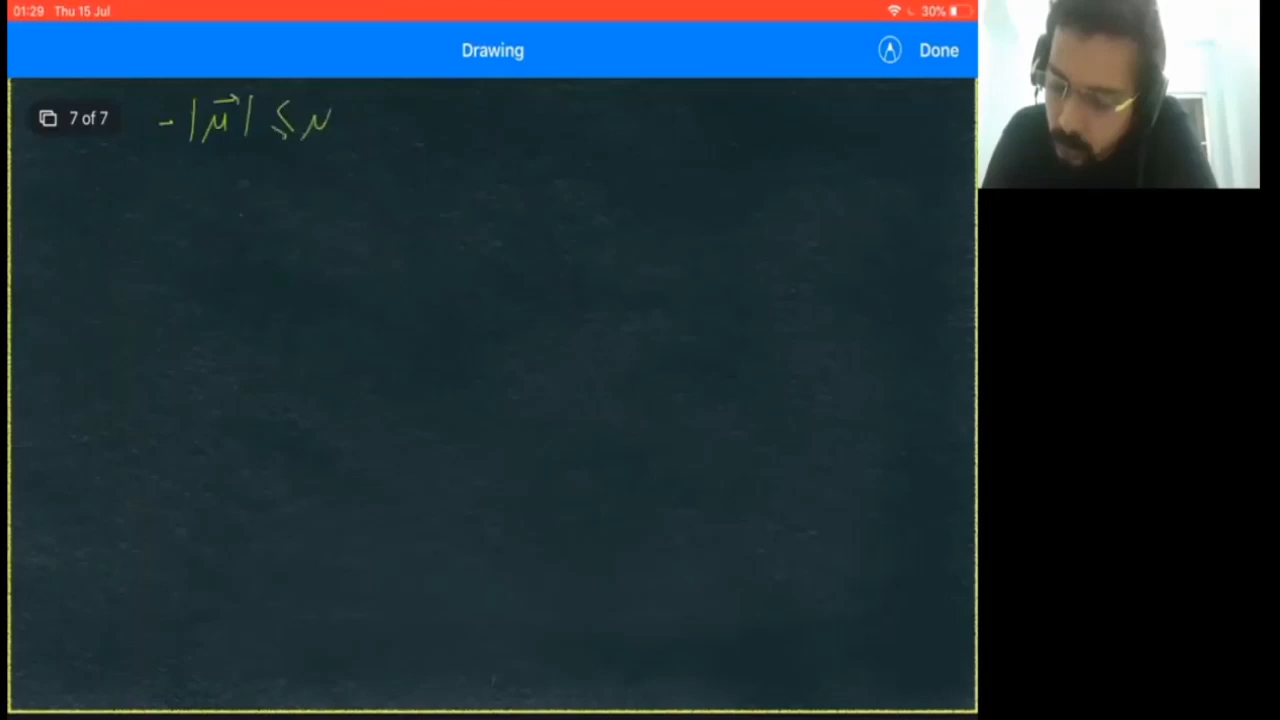 01:29 Thu 15 Jul 30%
Drawing Done
7 of 7 -|μ⃗| ≤ μ